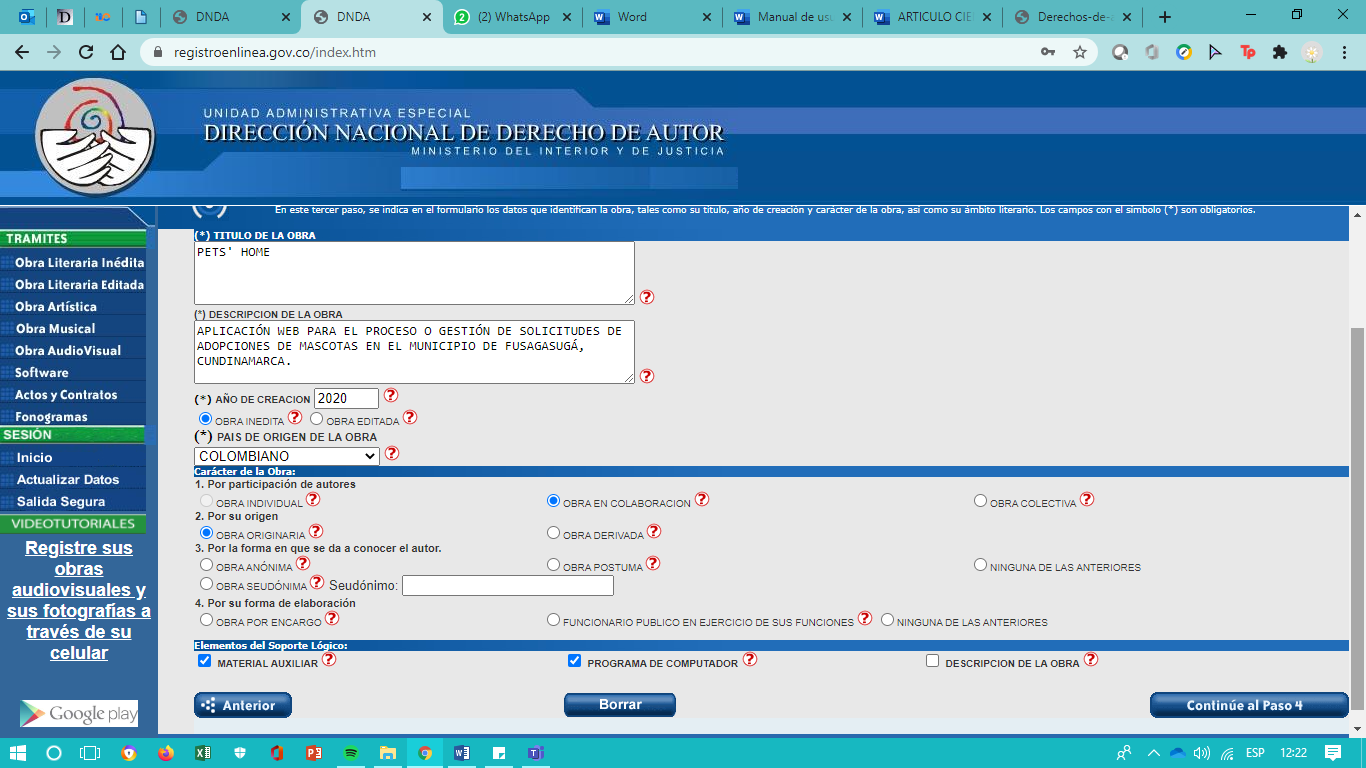 DNDA
DNDA
(2) WhatsApp
Word
Manual de us
ARTICULO CIE
Derechos-de-a
registroenlinea.gov.co/index.htm
UNIDAD ADMINISTRATIVA ESPECIAL
DIRECCIÓN NACIONAL DE DERECHO DE AUTOR
MINISTERIO DEL INTERIOR Y DE JUSTICIA
En este tercer paso, se indica en el formulario los datos que identifican la obra, tales como su título, año de creación y carácter de la obra, así como su ámbito literario. Los campos con el símbolo (*) son obligatorios.
TRAMITES
Obra Literaria Inédita
Obra Literaria Editada
Obra Artística
Obra Musical
Obra AudioVisual
Software
Actos y Contratos
Fonogramas
SESIÓN
Inicio
Actualizar Datos
Salida Segura
VIDEOTUTORIALES
Registre sus
obras
audiovisuales y
sus fotografías a
través de su
celular
Google play
(*) TITULO DE LA OBRA
PETS' HOME
(*) DESCRIPCION DE LA OBRA
APLICACIÓN WEB PARA EL PROCESO O GESTIÓN DE SOLICITUDES DE
ADOPCIONES DE MASCOTAS EN EL MUNICIPIO DE FUSAGASUGÁ,
CUNDINAMARCA.
(*) AÑO DE CREACION 2020
OBRA INEDITA OBRA EDITADA
(*) PAIS DE ORIGEN DE LA OBRA
COLOMBIANO
Carácter de la Obra:
1. Por participación de autores
OBRA INDIVIDUAL OBRA EN COLABORACION OBRA COLECTIVA
2. Por su origen
OBRA ORIGINARIA OBRA DERIVADA
3. Por la forma en que se da a conocer el autor.
OBRA ANÓNIMA OBRA POSTUMA NINGUNA DE LAS ANTERIORES
OBRA SEUDÓNIMA Seudónimo:
4. Por su forma de elaboración
OBRA POR ENCARGO FUNCIONARIO PUBLICO EN EJERCICIO DE SUS FUNCIONES NINGUNA DE LAS ANTERIORES
Elementos del Soporte Lógico:
MATERIAL AUXILIAR PROGRAMA DE COMPUTADOR DESCRIPCION DE LA OBRA
Anterior Borrar Continúe al Paso 4
ESP 12:22